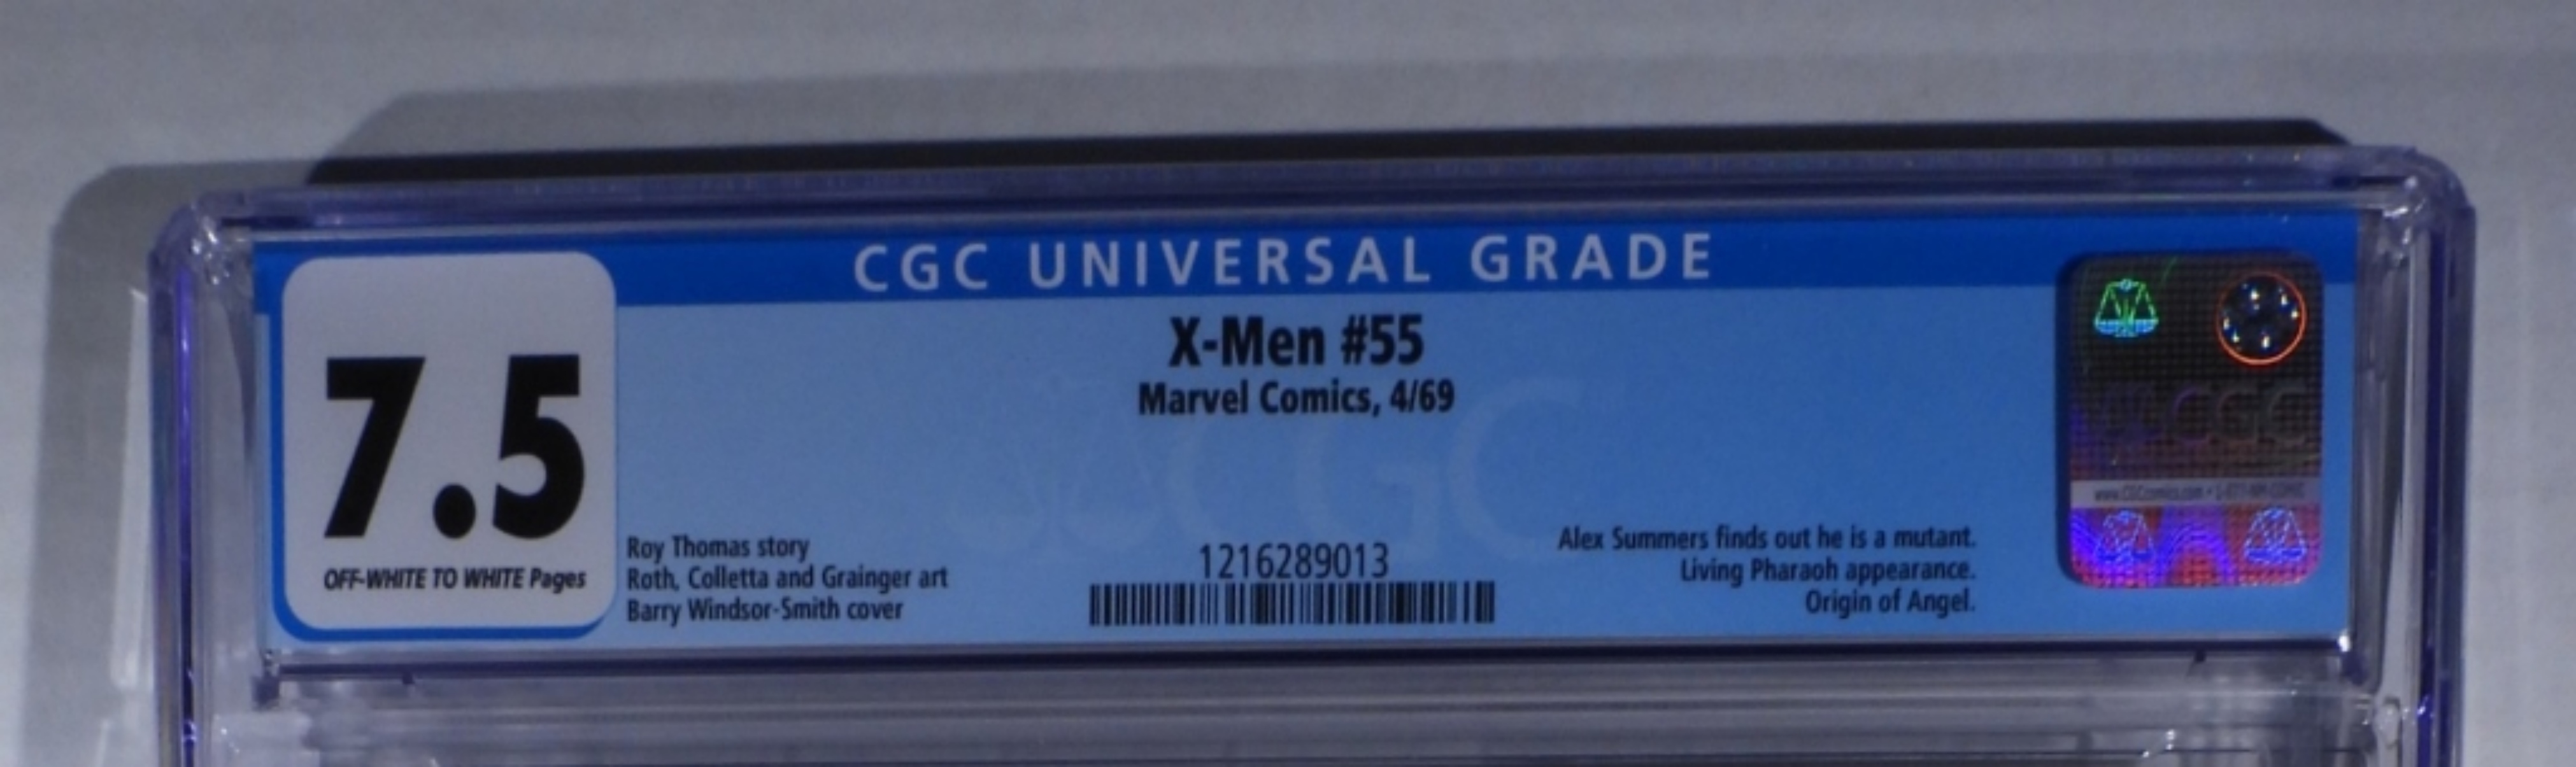 CGC UNIVERSAL GRADE
7.5
OFF-WHITE TO WHITE Pages
X-Men #55
Marvel Comics, 4/69
CGC
Roy Thomas story
Roth, Colletta and Grainger art
Barry Windsor-Smith cover
1216289013
Alex Summers finds out he is a mutant.
Living Pharaoh appearance.
Origin of Angel.
CGC